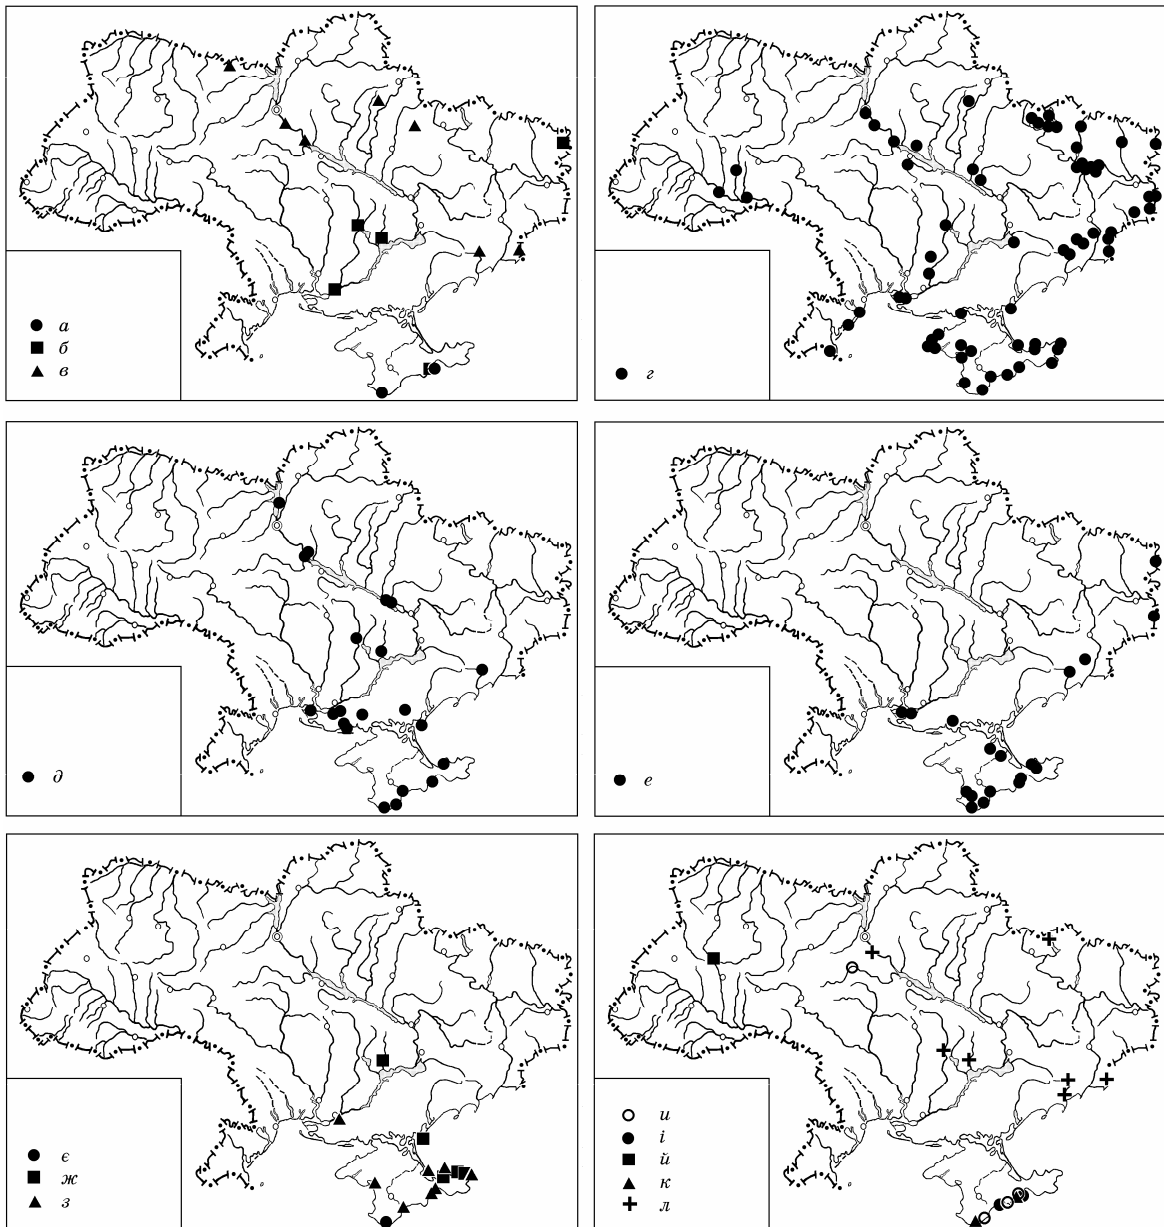 а
б
в
г
д
е
є
ж
з
и
і
й
к
л